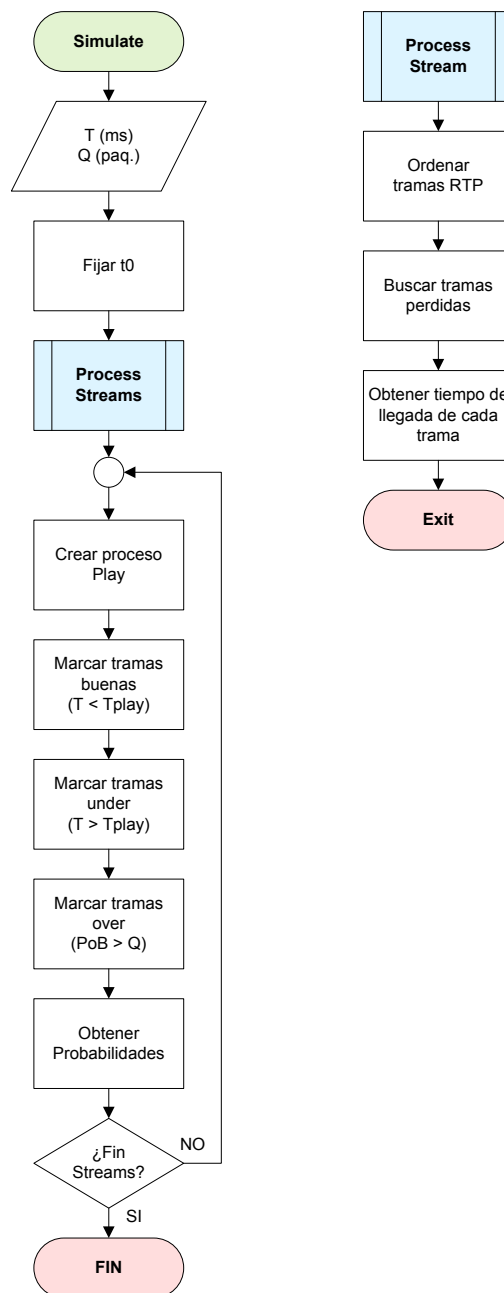 Simulate
T (ms)
Q (paq.)
Fijar t0
Process
Streams
Crear proceso
Play
Marcar tramas
buenas
(T < Tplay)
Marcar tramas
under
(T > Tplay)
Marcar tramas
over
(PoB > Q)
Obtener
Probabilidades
¿Fin
Streams?
NO
SI
FIN
Process
Stream
Ordenar
tramas RTP
Buscar tramas
perdidas
Obtener tiempo de
llegada de cada
trama
Exit